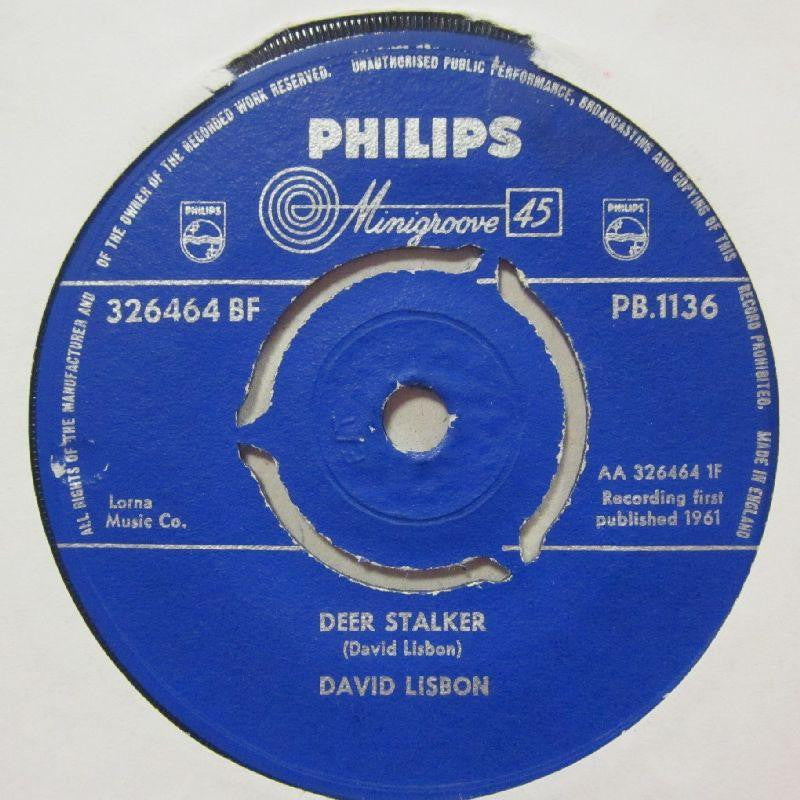 ALL RIGHTS OF THE MANUFACTURER AND OF THE OWNER OF THE RECORDED WORK RESERVED. UNAUTHORISED PUBLIC PERFORMANCE, BROADCASTING AND COPYING OF THIS RECORD PROHIBITED. MADE IN ENGLAND
PHILIPS
Minigroove 45
PHILIPS
PHILIPS
326464 BF
PB.1136
Lorna
Music Co.
AA 326464 1F
Recording first
published 1961
DEER STALKER
(David Lisbon)
DAVID LISBON